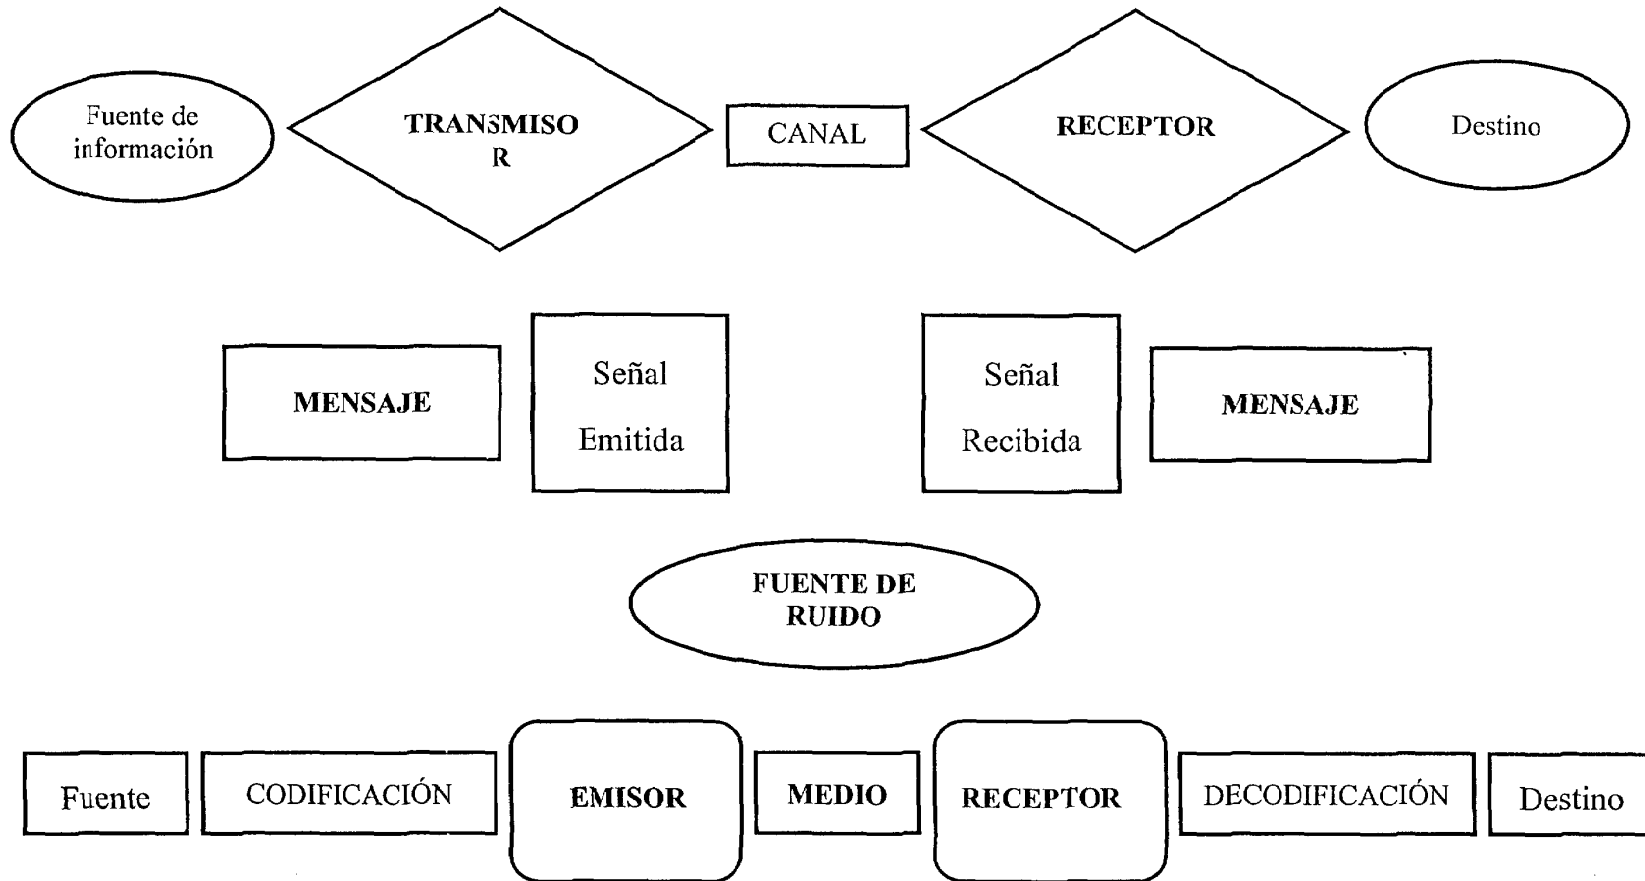 Fuente de
información
TRANSMISO
R
CANAL
RECEPTOR
Destino
MENSAJE
Señal
Emitida
Señal
Recibida
MENSAJE
FUENTE DE
RUIDO
Fuente
CODIFICACIÓN
EMISOR
MEDIO
RECEPTOR
DECODIFICACIÓN
Destino